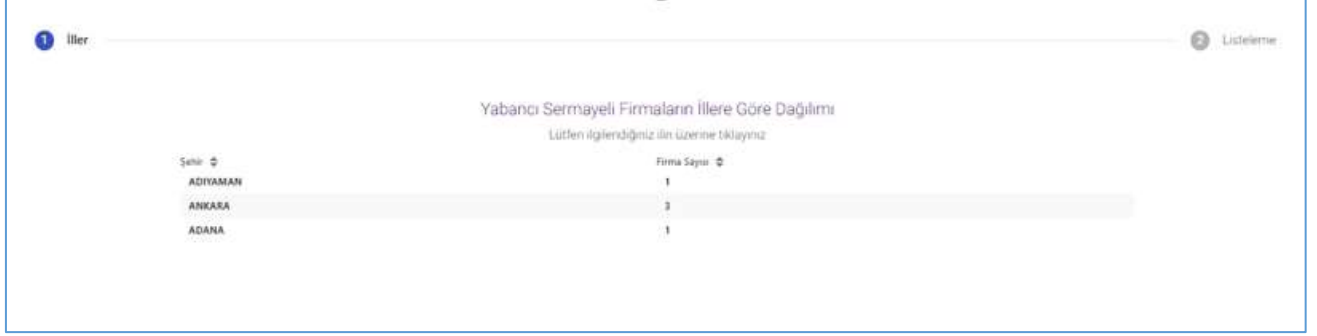 1 İller
2 Listeleme
Yabancı Sermayeli Firmaların İllere Göre Dağılımı
Lütfen ilgilendiğiniz ilin üzerine tıklayınız
Şehir Firma Sayısı
ADIYAMAN 1
ANKARA 3
ADANA 1